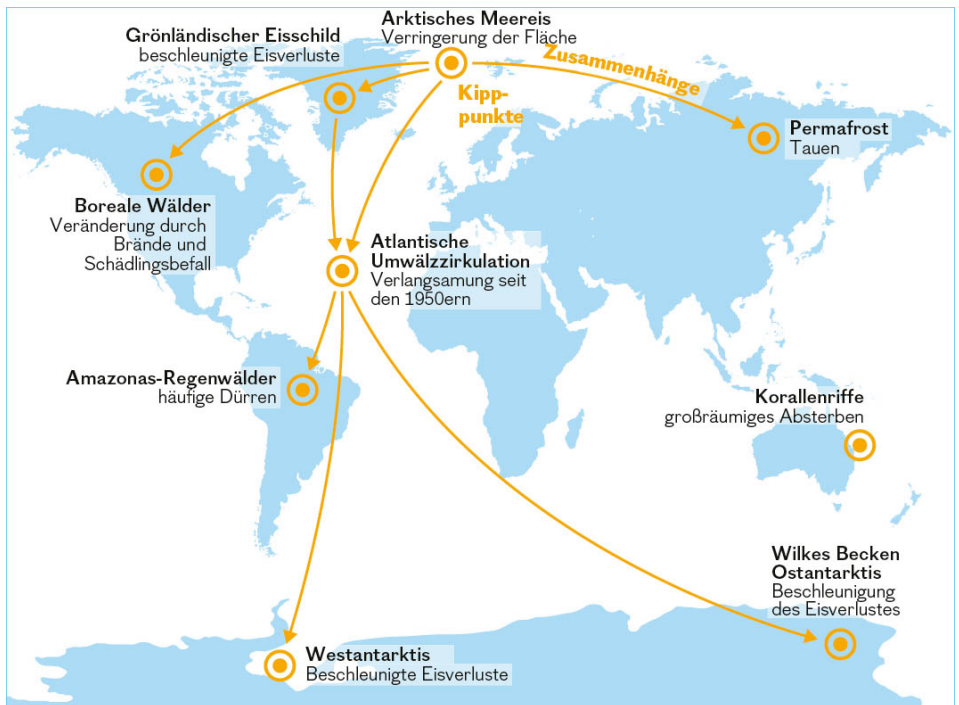 Arktisches Meereis
Verringerung der Fläche
Grönländischer Eisschild
beschleunigte Eisverluste
Zusammenhänge
Kipp-
punkte
Permafrost
Tauen
Boreale Wälder
Veränderung durch
Brände und
Schädlingsbefall
Atlantische
Umwälzzirkulation
Verlangsamung seit
den 1950ern
Amazonas-Regenwälder
häufige Dürren
Korallenriffe
großräumiges Absterben
Wilkes Becken
Ostantarktis
Beschleunigung
des Eisverlustes
Westantarktis
Beschleunigte Eisverluste